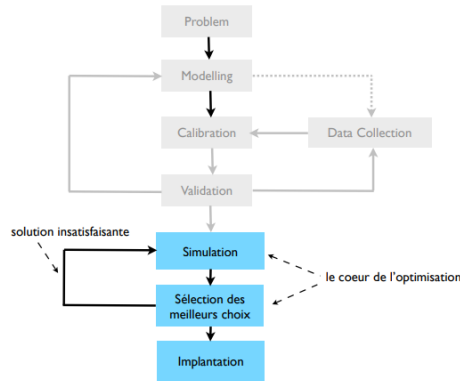 Problem
Modelling
Calibration
Data Collection
Validation
solution insatisfaisante
Simulation
le coeur de l'optimisation
Sélection des
meilleurs choix
Implantation